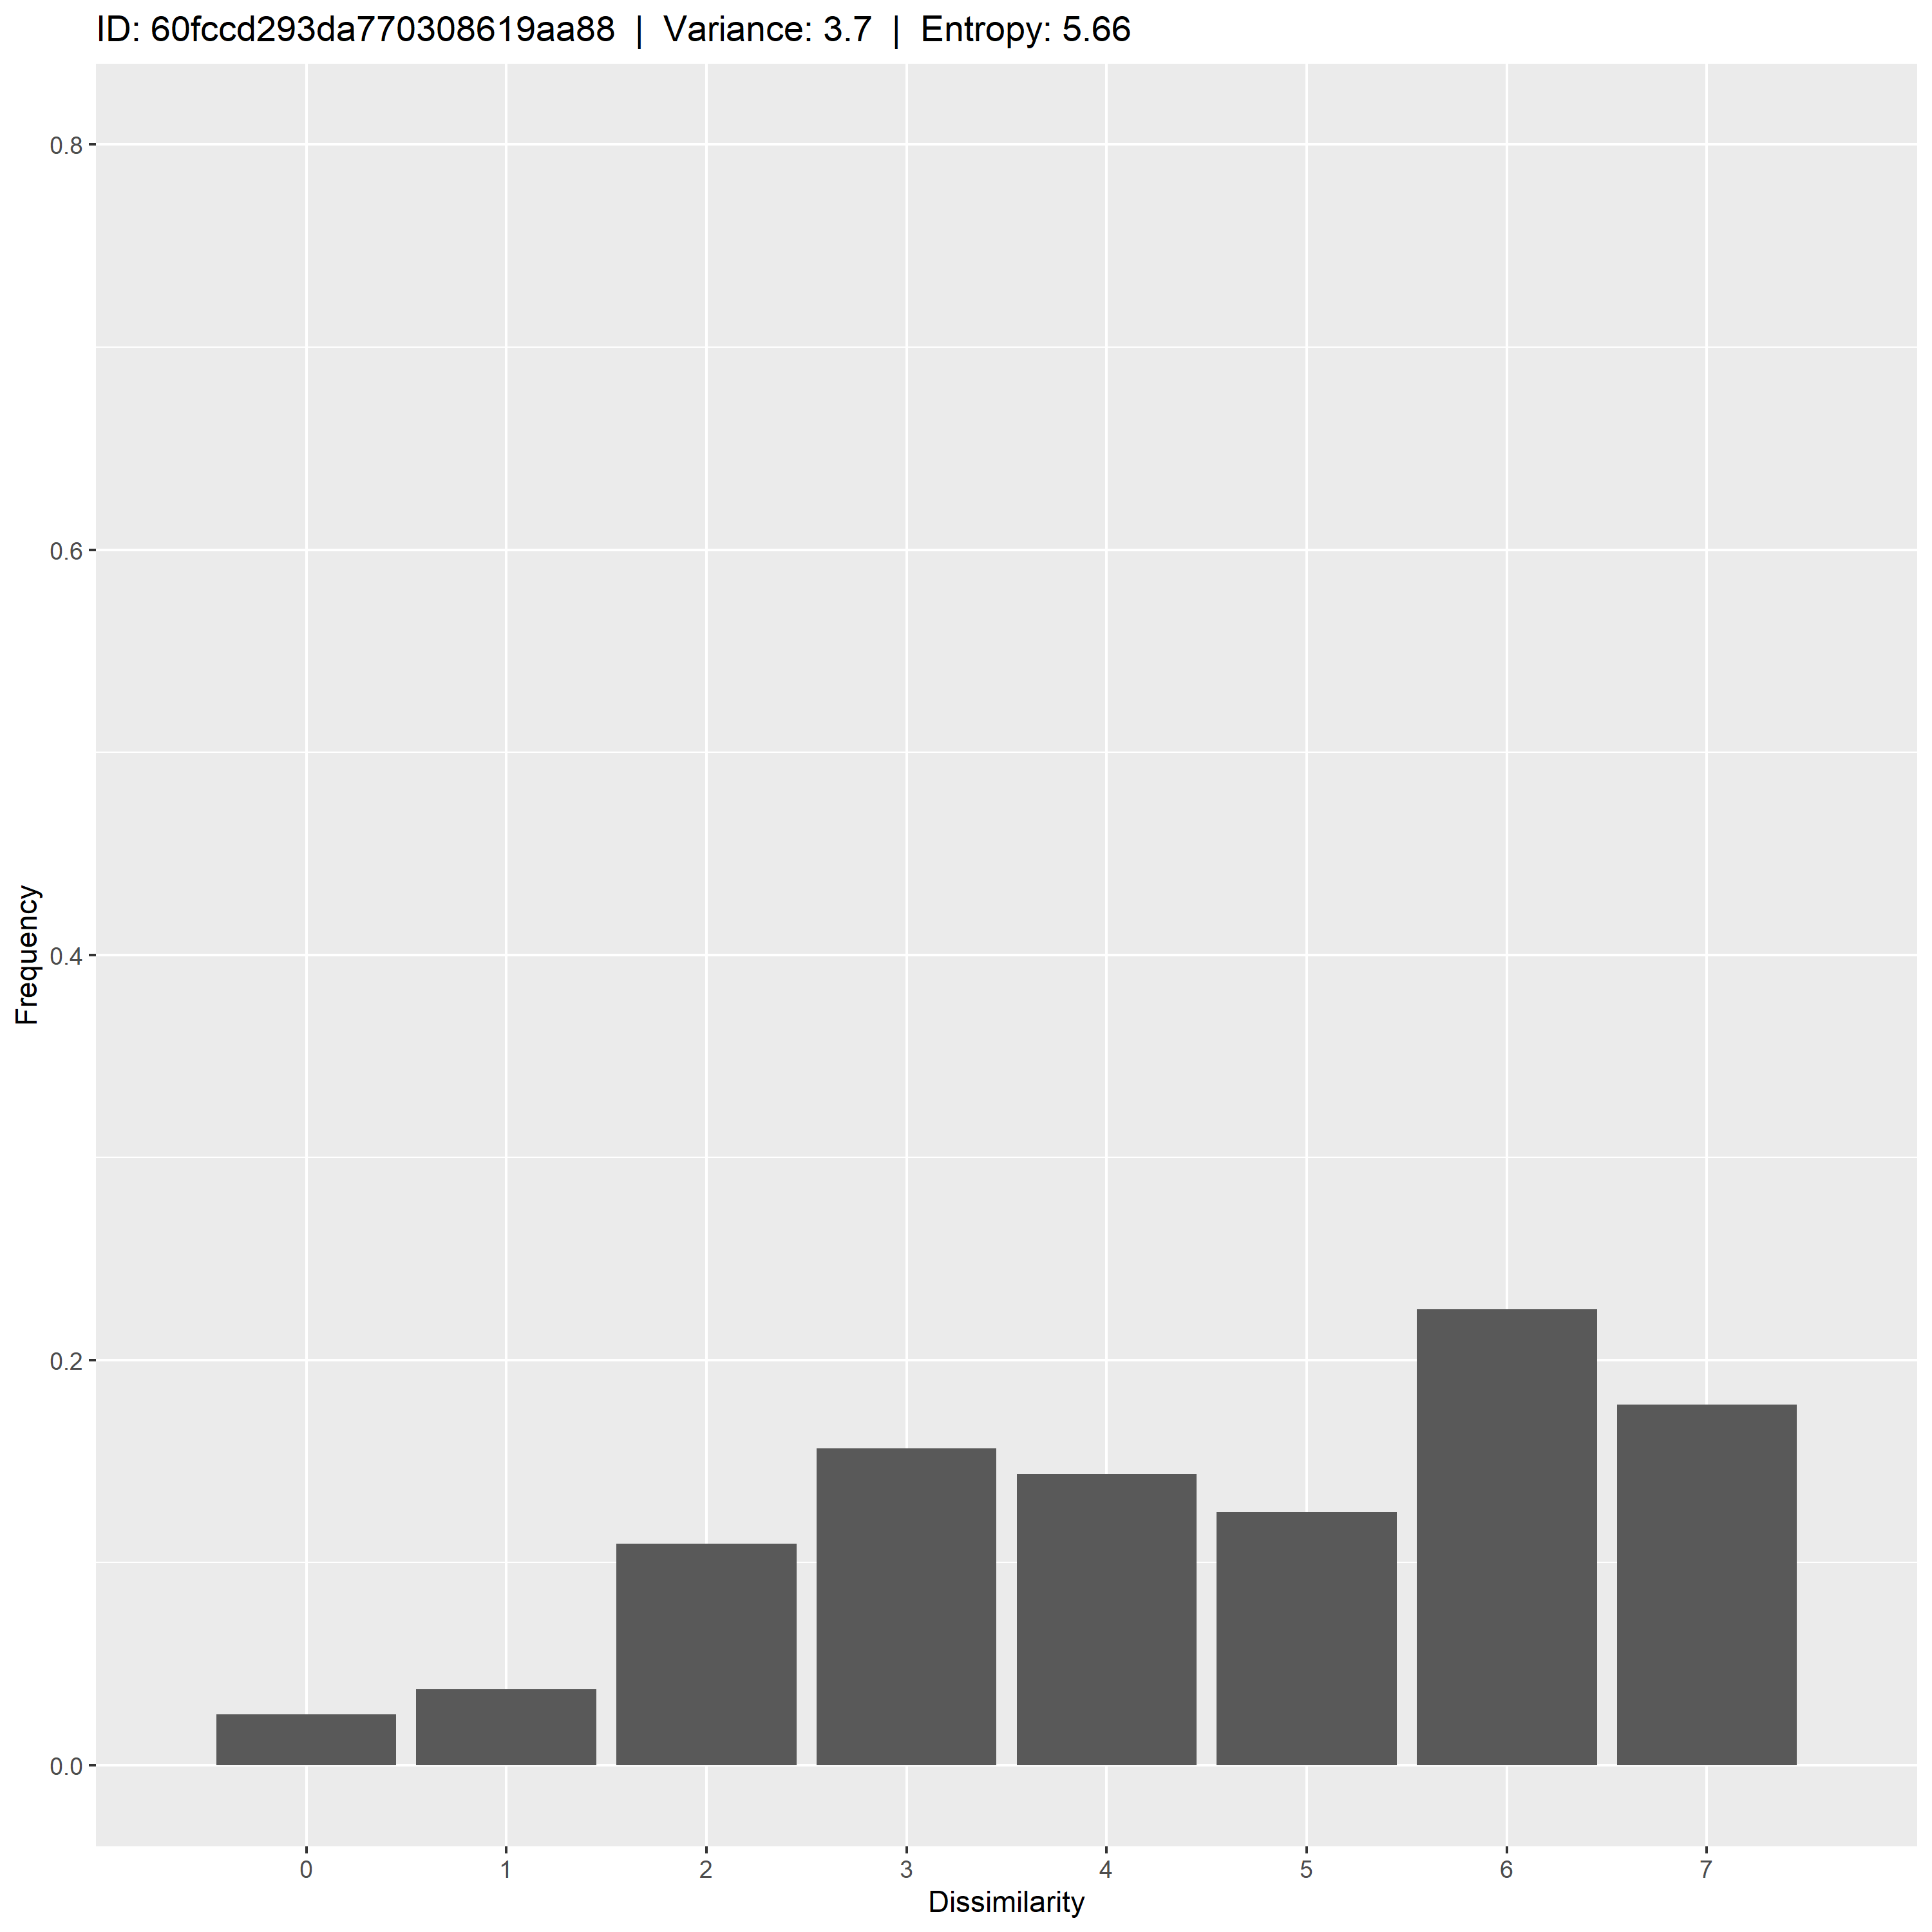 ID: 60fccd293da770308619aa88 | Variance: 3.7 | Entropy: 5.66
0.8
0.6
0.4
0.2
0.0
Frequency
0 1 2 3 4 5 6 7
Dissimilarity